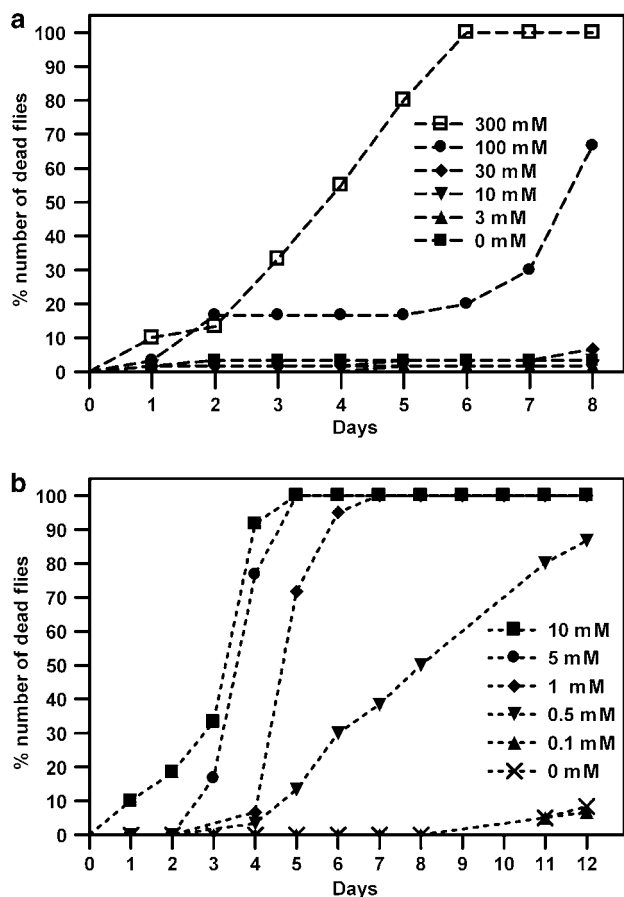 a
% number of dead flies
100
90
80
70
60
50
40
30
20
10
0
300 mM
100 mM
30 mM
10 mM
3 mM
0 mM
0 1 2 3 4 5 6 7 8
Days
b
% number of dead flies
100
90
80
70
60
50
40
30
20
10
0
10 mM
5 mM
1 mM
0.5 mM
0.1 mM
0 mM
0 1 2 3 4 5 6 7 8 9 10 11 12
Days